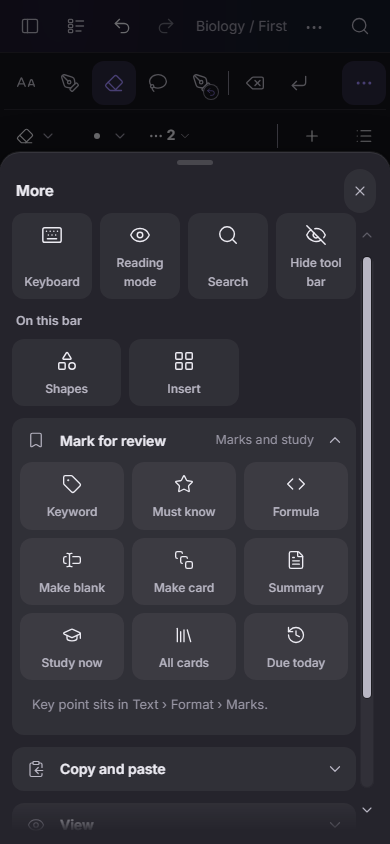 Biology / First
AA
2
More
Keyboard
Reading mode
Search
Hide tool bar
On this bar
Shapes
Insert
Mark for review
Marks and study
Keyword
Must know
Formula
Make blank
Make card
Summary
Study now
All cards
Due today
Key point sits in Text › Format › Marks.
Copy and paste
View